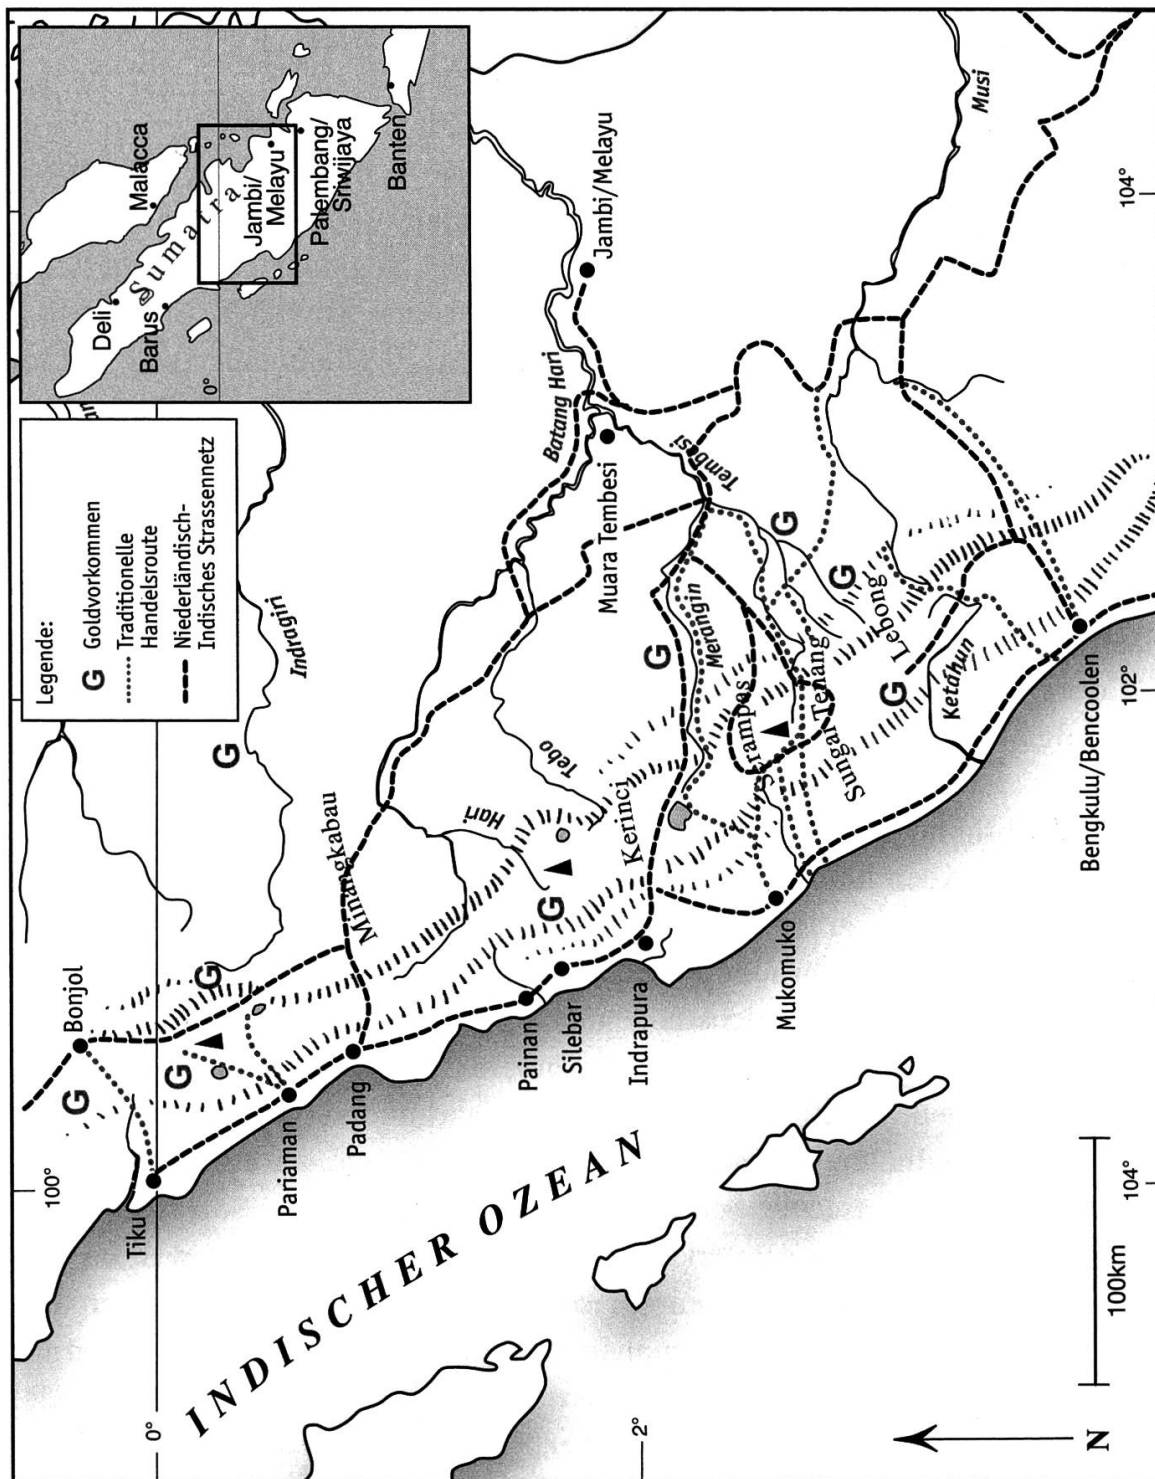 Legende:
G Goldvorkommen
Traditionelle
Handelsroute
Niederländisch-
Indisches Strassennetz
Deli
Barus
Malacca
Sumatra
0°
Jambi/
Melayu
Palembang/
Sriwijaya
Banten
100°
0°
2°
102°
104°
104°
Tiku
Bonjol
Pariaman
Padang
Painan
Silebar
Indrapura
Mukomuko
Bengkulu/Bencoolen
Muara Tembesi
Jambi/Melayu
Minangkabau
Kerinci
Serampas
Sungai Tenang
Lebong
Indragiri
Hari
Tebo
Batang Hari
Merangin
Tembesi
Ketahun
Musi
G
G
G
G
G
G
G
G
G
INDISCHER OZEAN
100km
N